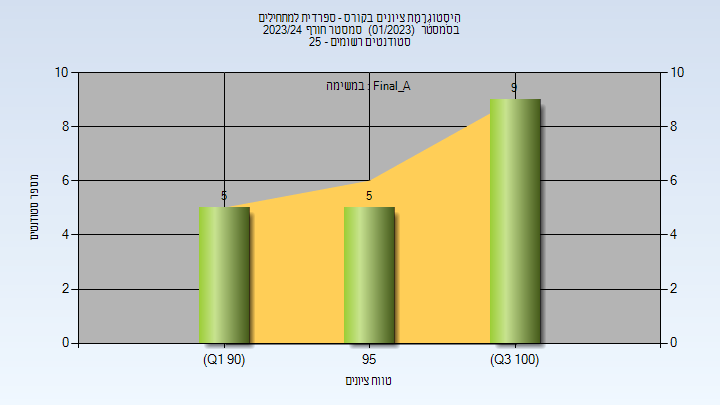 היסטוגרמת ציונים בקורס - ספרדית למתחילים
בסמסטר (01/2023) סמסטר חורף 2023/24
סטודנטים רשומים - 25
במשימה : Final_A
10 10
9
8 8
6 6
5 5
4 4
2 2
0 0
מספר סטודנטים
(Q1 90) 95 (Q3 100)
טווח ציונים